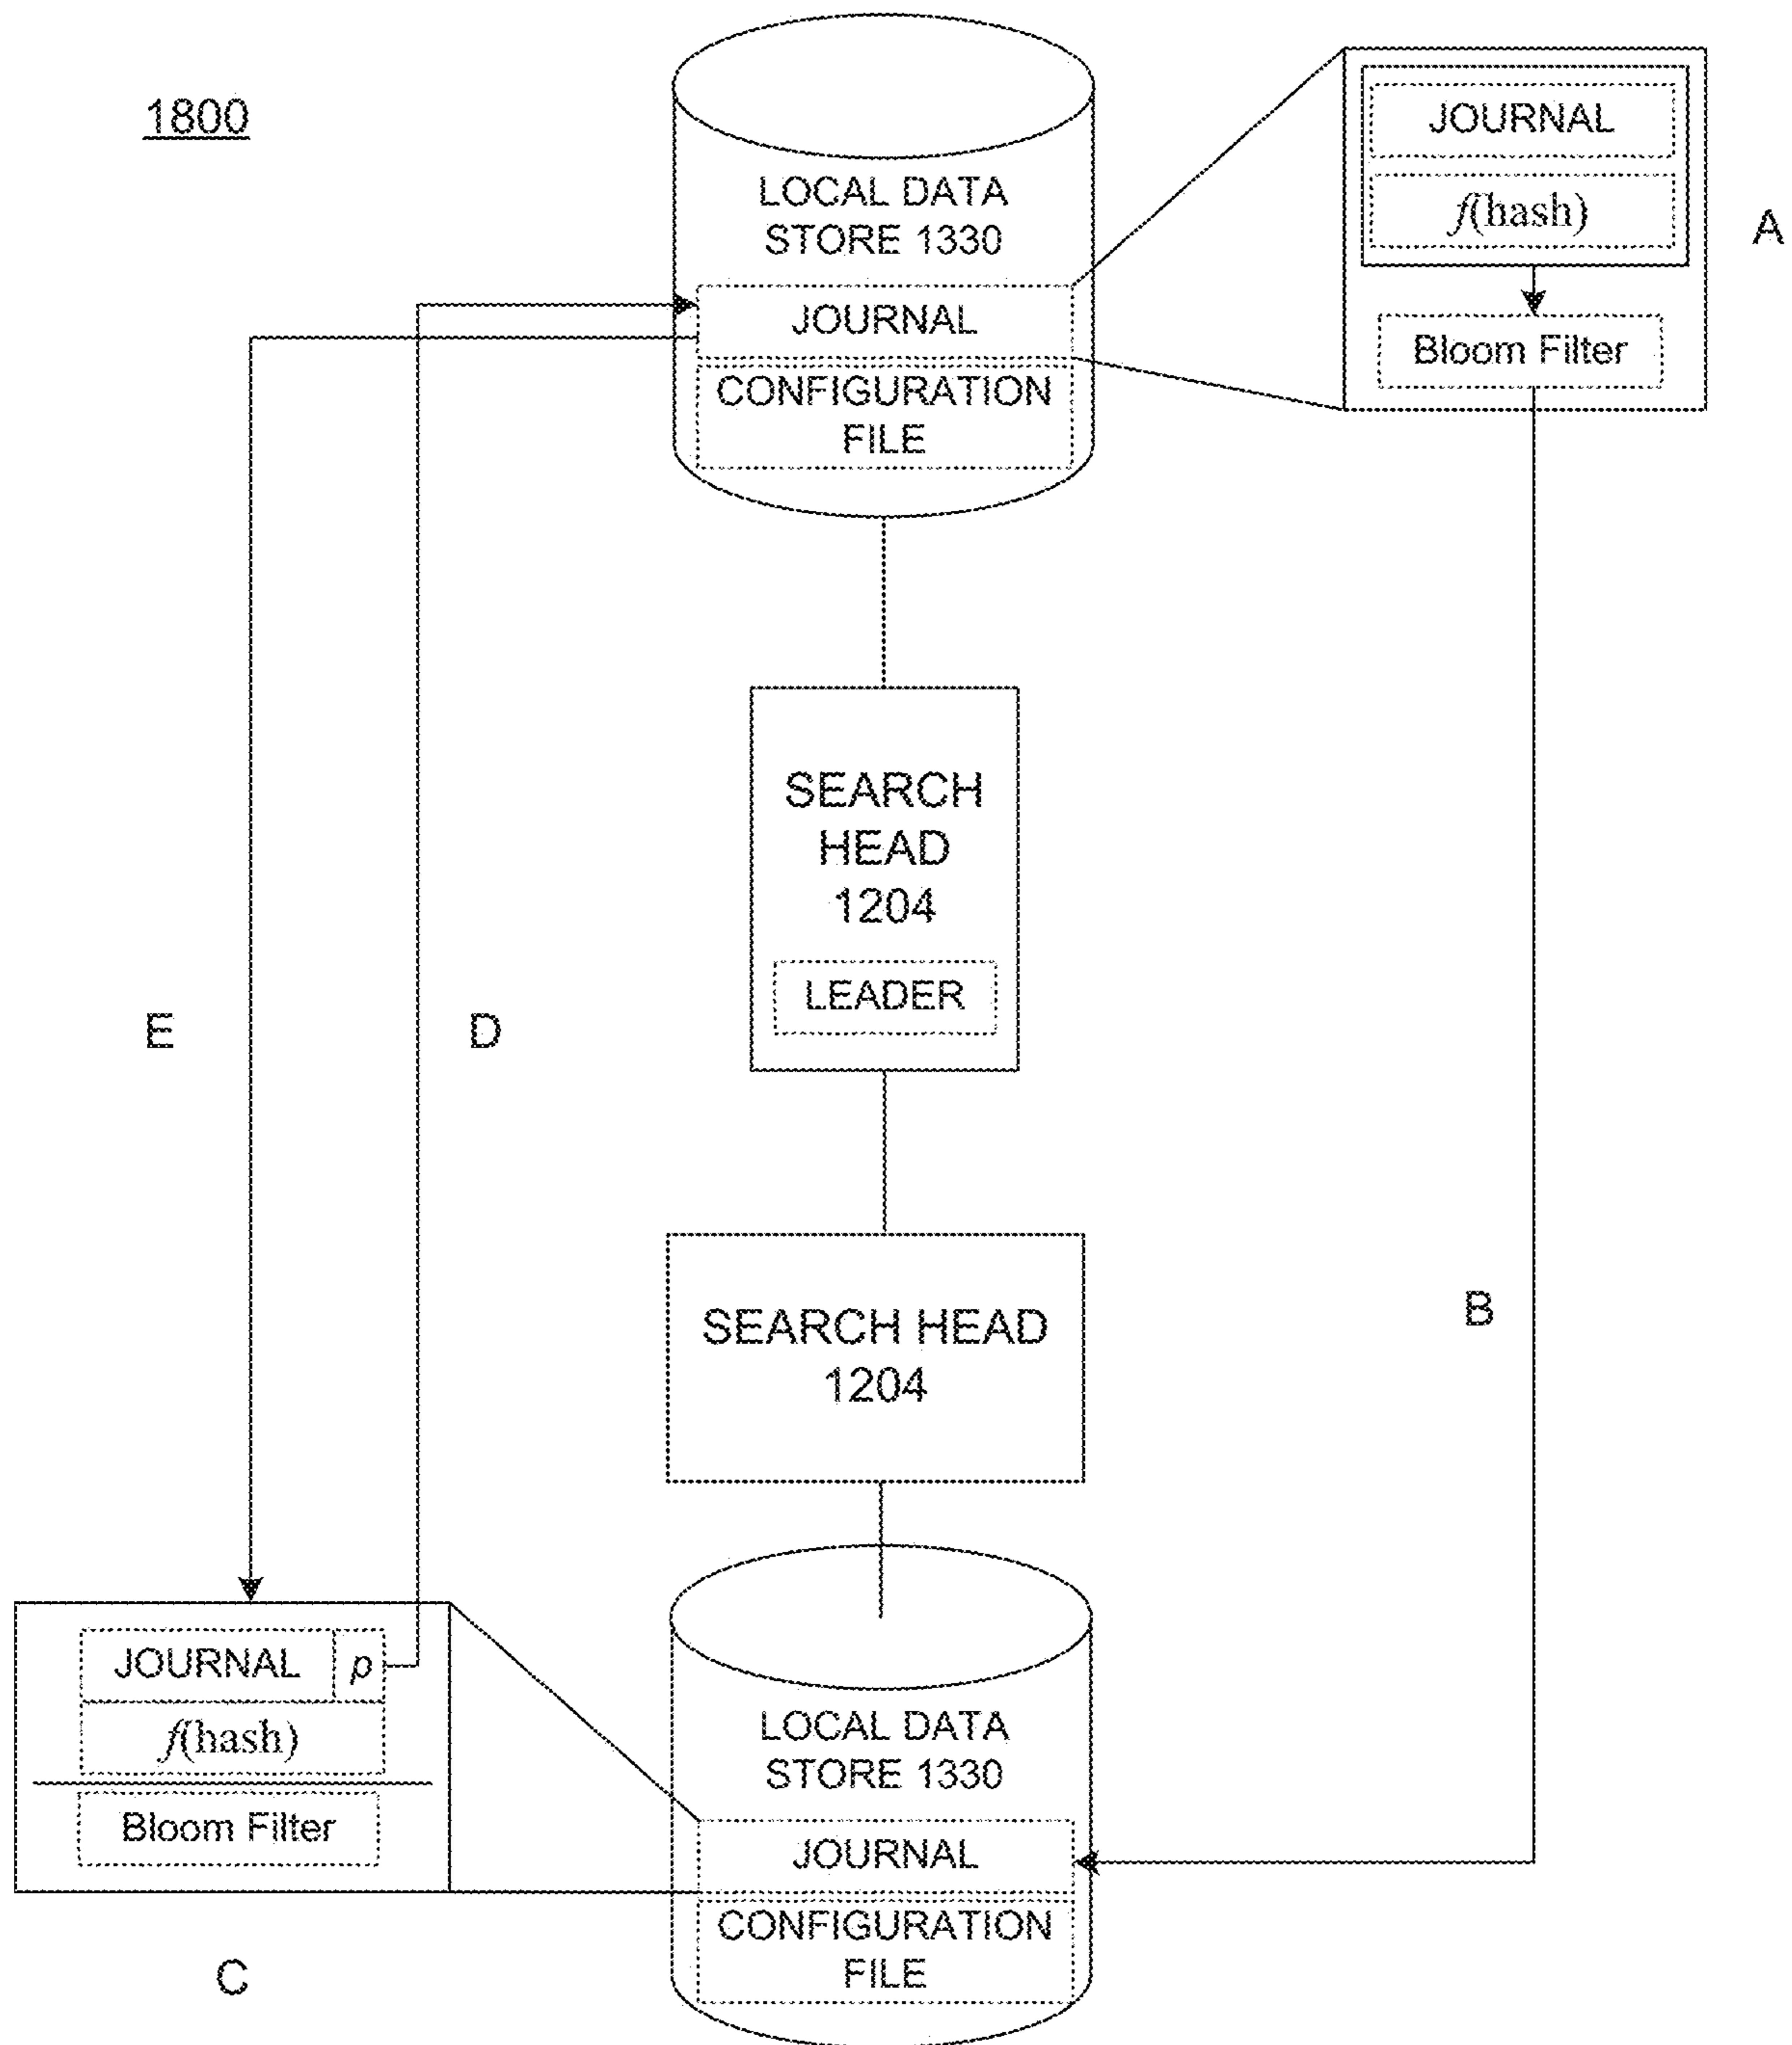 1800
LOCAL DATA
STORE 1330
JOURNAL
CONFIGURATION
FILE
JOURNAL
f(hash)
Bloom Filter
A
SEARCH
HEAD
1204
LEADER
E
D
B
SEARCH HEAD
1204
JOURNAL p
f(hash)
Bloom Filter
C
LOCAL DATA
STORE 1330
JOURNAL
CONFIGURATION
FILE